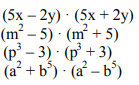 (5x – 2y) · (5x + 2y)
(m² – 5) · (m² + 5)
(p³ – 3) · (p³ + 3)
(a² + b⁵) · (a² – b⁵)